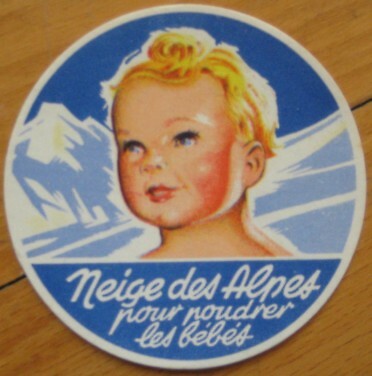 Neige des Alpes
pour poudrer
les bébés